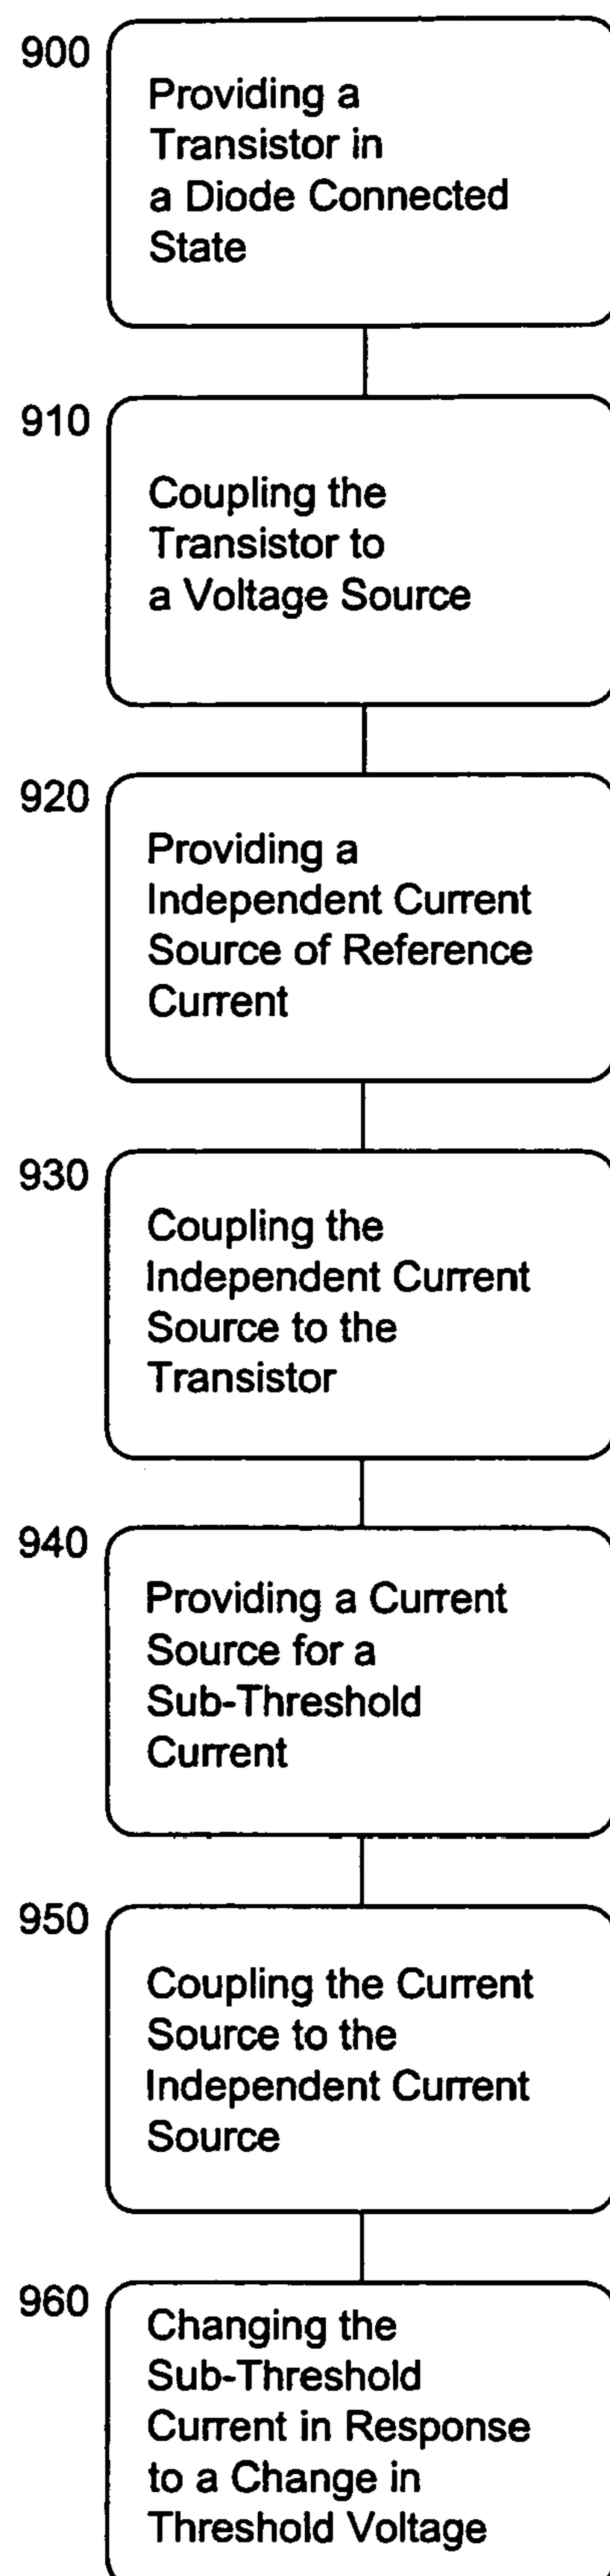 900
Providing a
Transistor in
a Diode Connected
State
910
Coupling the
Transistor to
a Voltage Source
920
Providing a
Independent Current
Source of Reference
Current
930
Coupling the
Independent Current
Source to the
Transistor
940
Providing a Current
Source for a
Sub-Threshold
Current
950
Coupling the Current
Source to the
Independent Current
Source
960
Changing the
Sub-Threshold
Current in Response
to a Change in
Threshold Voltage